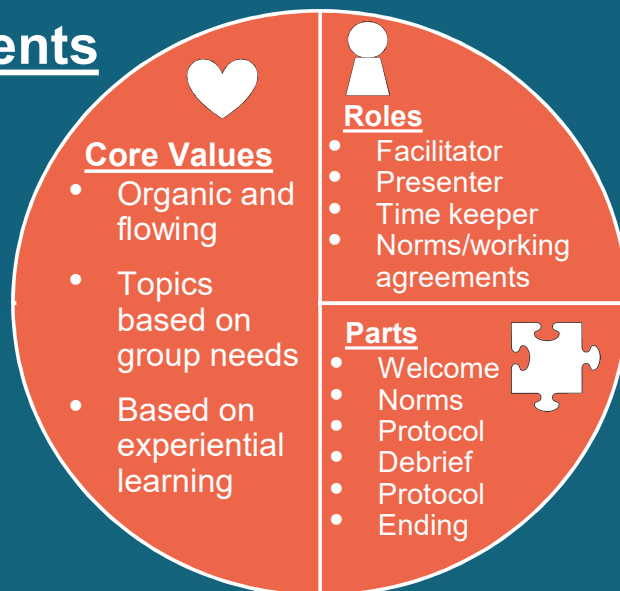 ents
Core Values
• Organic and
flowing
• Topics
based on
group needs
• Based on
experiential
learning
Roles
• Facilitator
• Presenter
• Time keeper
• Norms/working
agreements
Parts
• Welcome
• Norms
• Protocol
• Debrief
• Protocol
• Ending